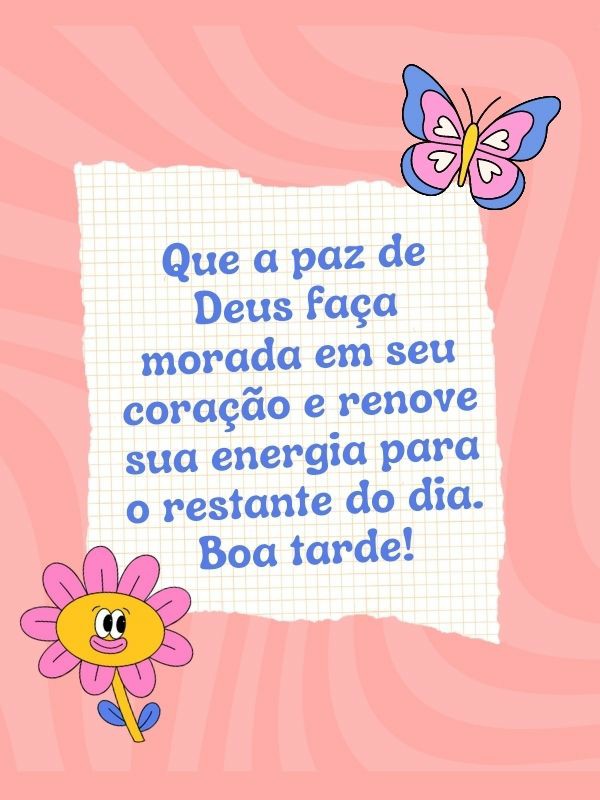 Que a paz de
Deus faça
morada em seu
coração e renove
sua energia para
o restante do dia.
Boa tarde!